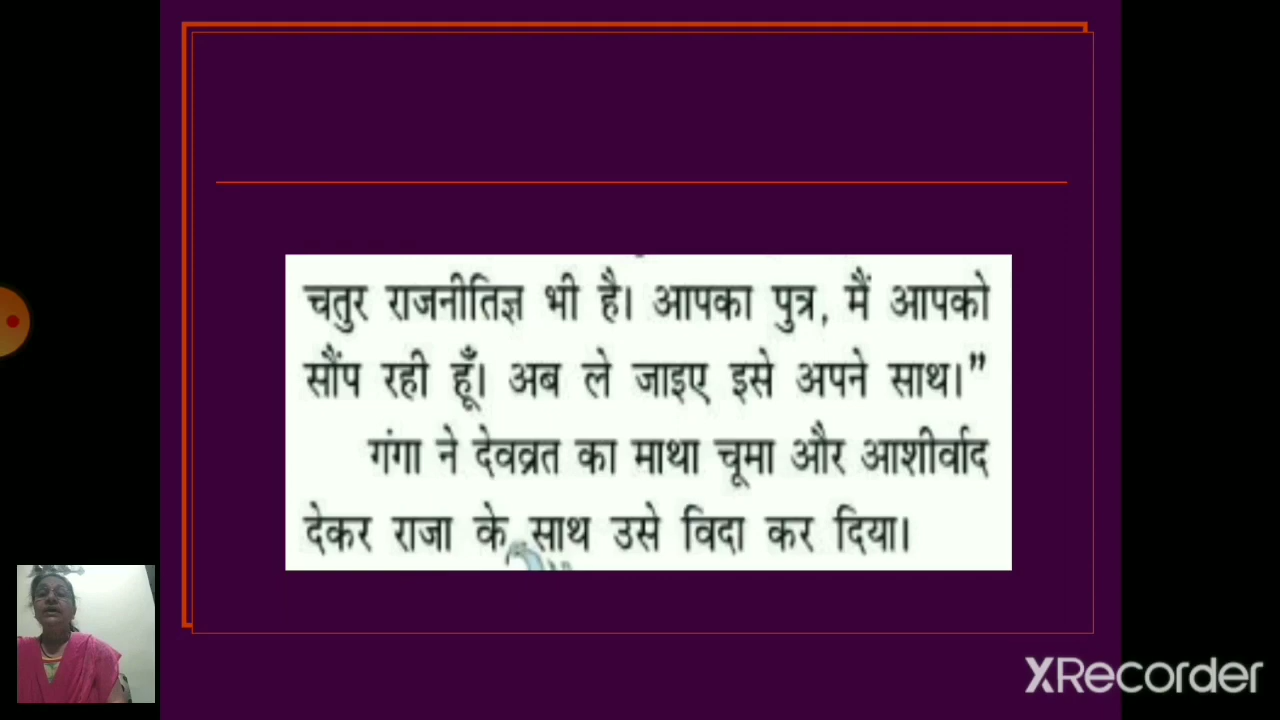 चतुर राजनीतिज्ञ भी है। आपका पुत्र, मैं आपको
सौंप रही हूँ। अब ले जाइए इसे अपने साथ।”
गंगा ने देवव्रत का माथा चूमा और आशीर्वाद
देकर राजा के साथ उसे विदा कर दिया।
XRecorder